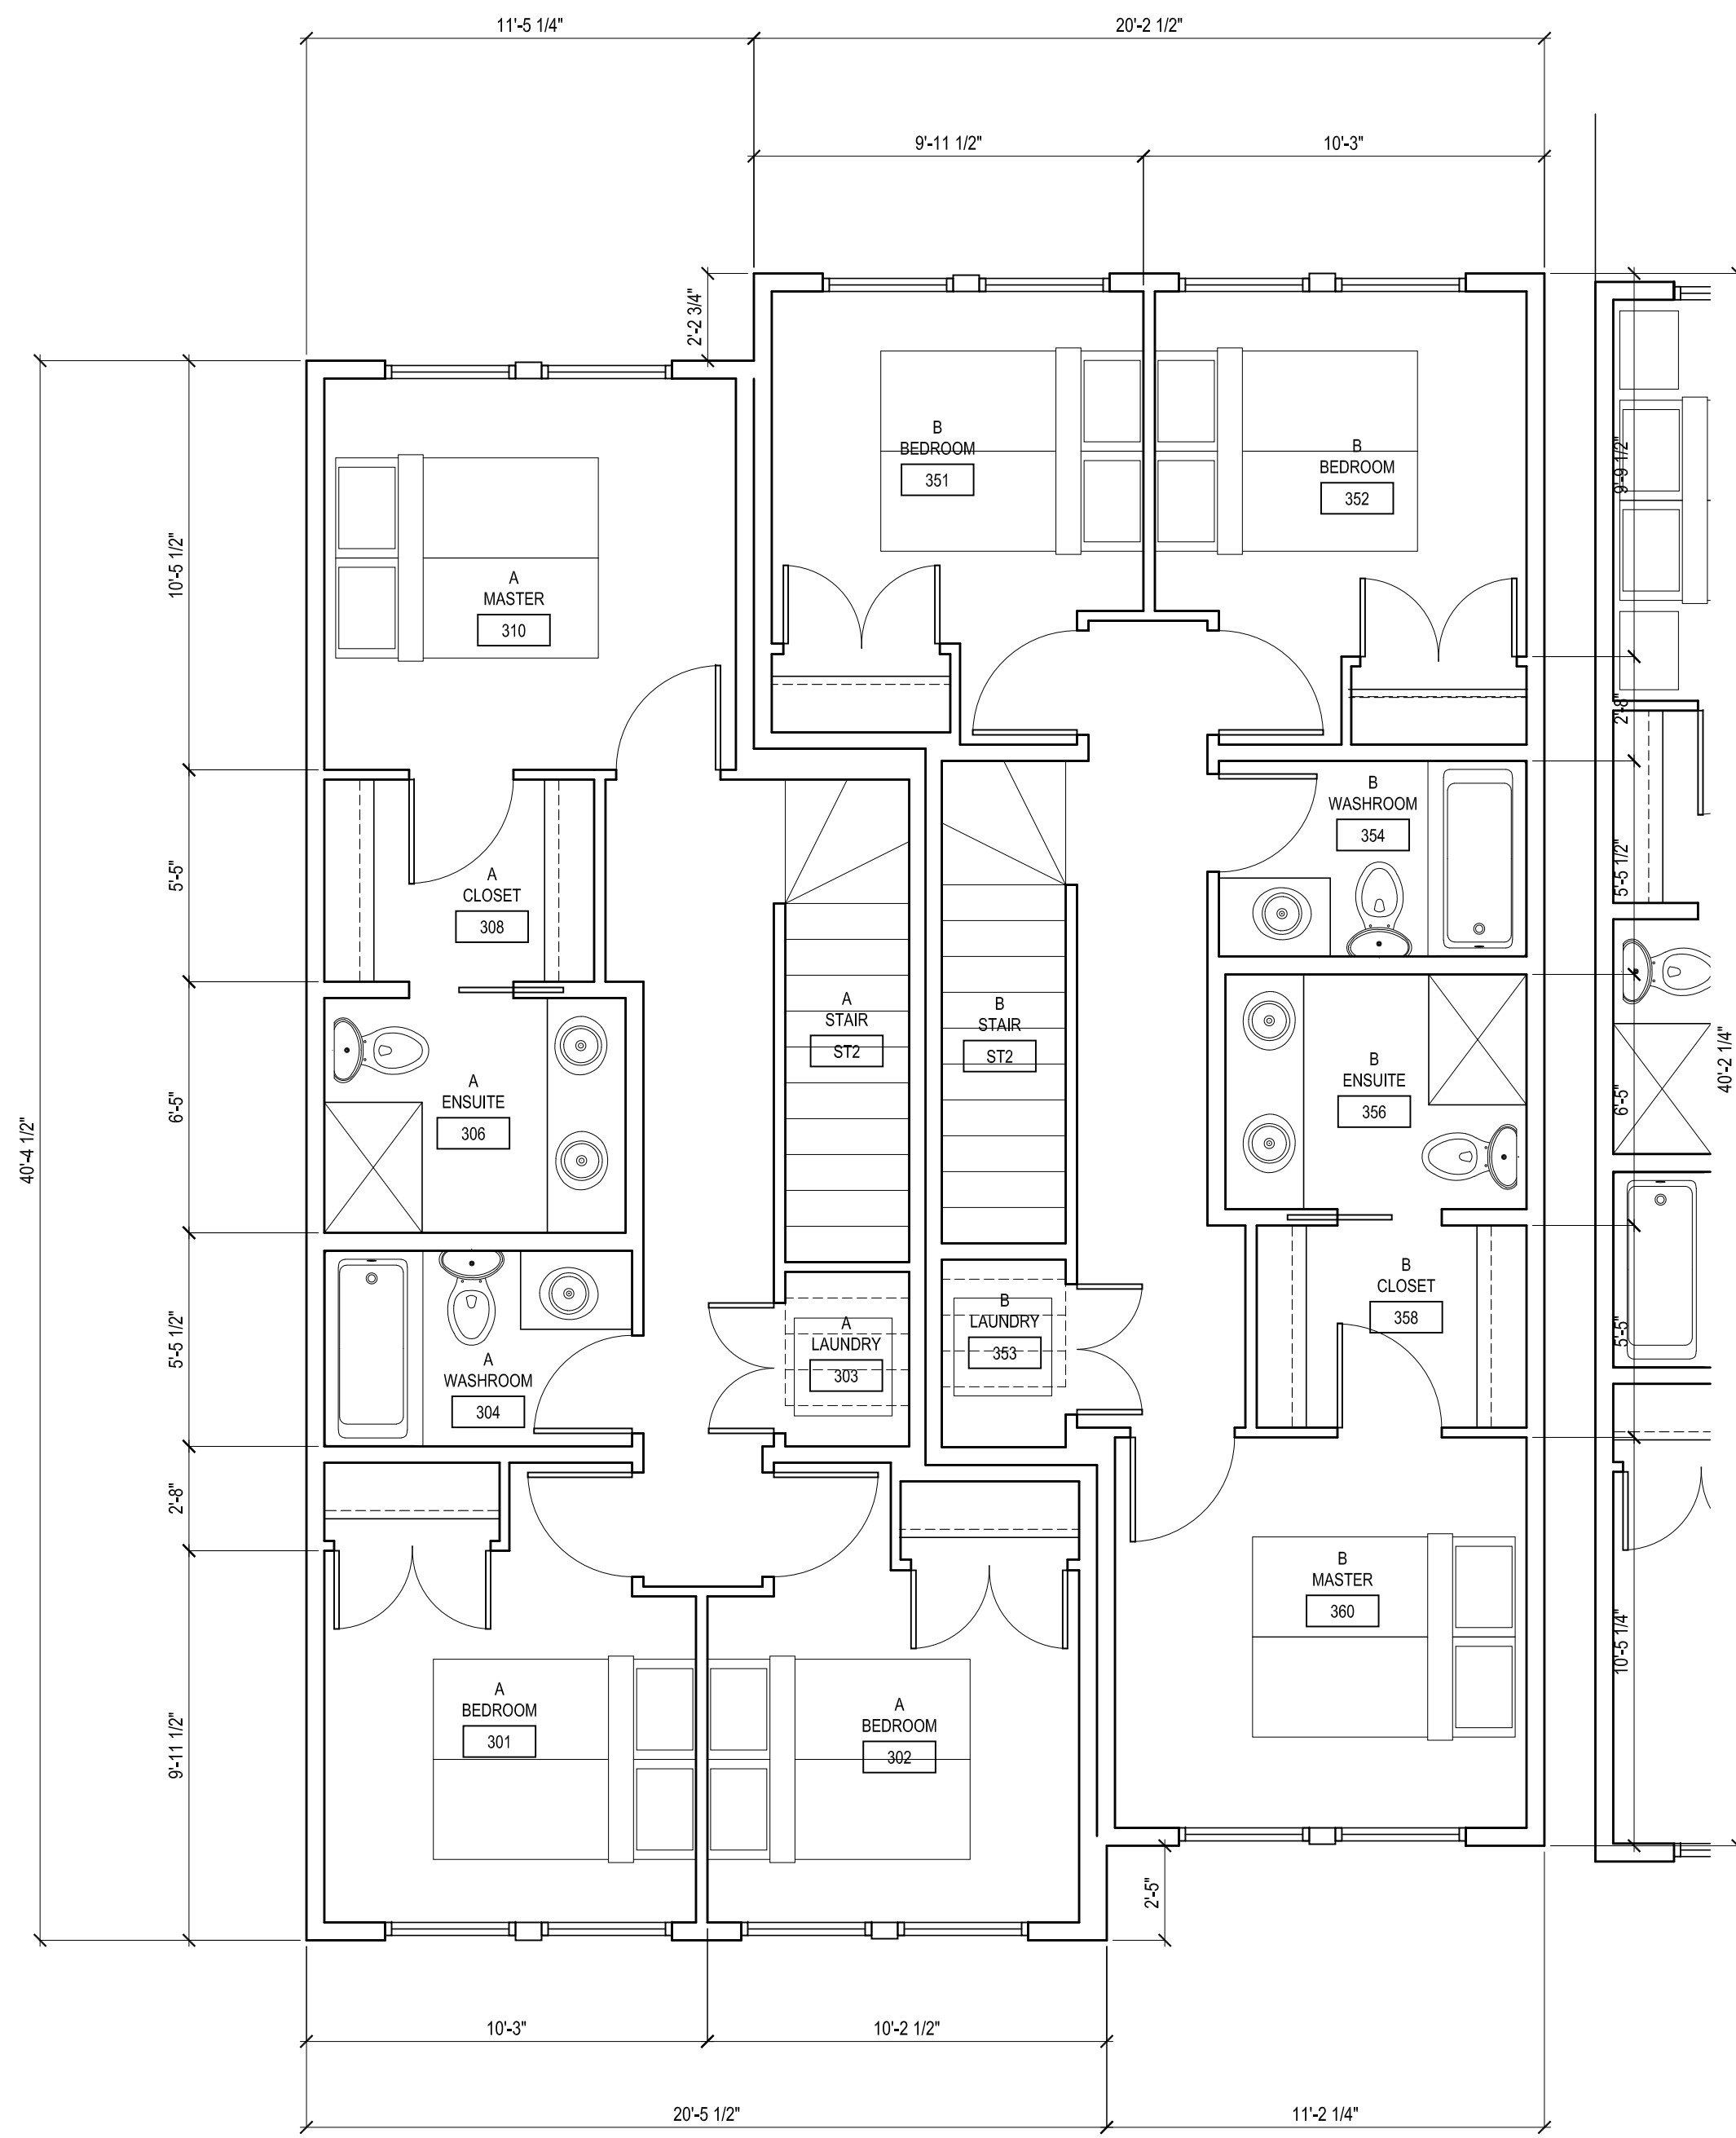 11'-5 1/4"
20'-2 1/2"
9'-11 1/2"
10'-3"
2'-2 3/4"
B
BEDROOM
351
B
BEDROOM
352
9'-9 1/2"
10'-5 1/2"
A
MASTER
310
2'-8"
B
WASHROOM
354
5'-5"
A
CLOSET
308
5'-5 1/2"
A
STAIR
ST2
B
STAIR
ST2
40'-2 1/4"
B
ENSUITE
356
A
ENSUITE
306
6'-5"
6'-5"
40'-4 1/2"
B
CLOSET
358
5'-5 1/2"
A
LAUNDRY
303
B
LAUNDRY
353
5'-5"
A
WASHROOM
304
2'-8"
B
MASTER
360
10'-5 1/4"
A
BEDROOM
301
A
BEDROOM
302
9'-11 1/2"
2'-5"
10'-3"
10'-2 1/2"
20'-5 1/2"
11'-2 1/4"